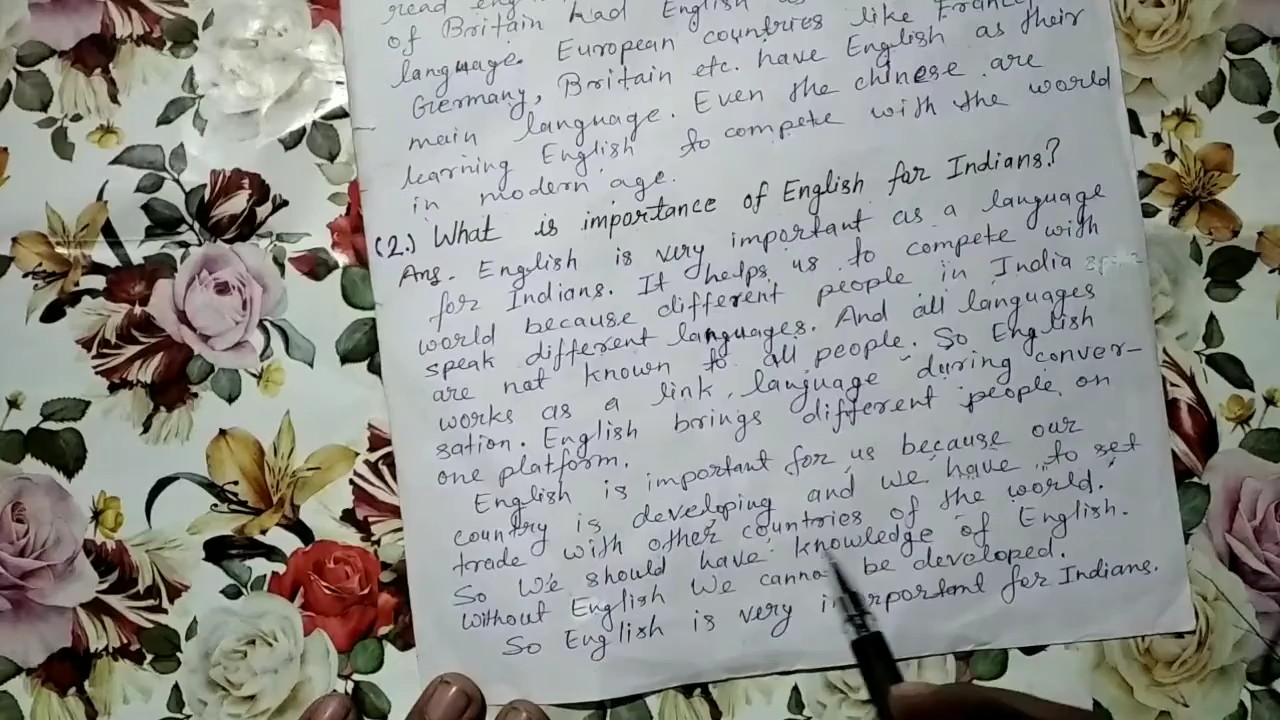 read eng
of Britain had English
language. European countries like France
Germany, Britain etc. have English as their
main language. Even the chinese are
learning English to compete with the world
in modern age.
(2.) What is importance of English for Indians?
Ans. English is very important as a language
for Indians. It helps us to compete with
world because different people in India
speak different languages. And all languages
are not known to all people. So English
works as a link language during conver-
sation. English brings different people on
one platform.
English is important for us because our
country is developing and we have to set
trade with other countries of the world.
So We should have knowledge of English.
without English We cannot be developed.
So English is very important for Indians.